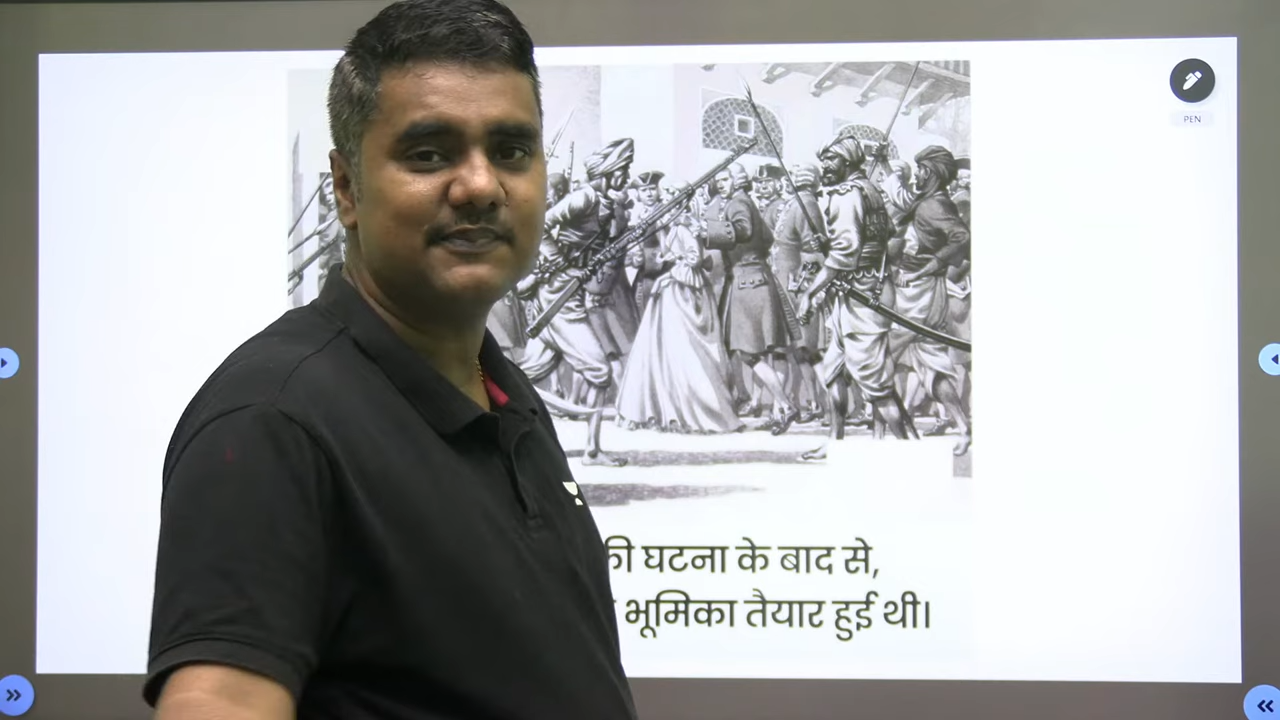 PEN
की घटना के बाद से,
भूमिका तैयार हुई थी।